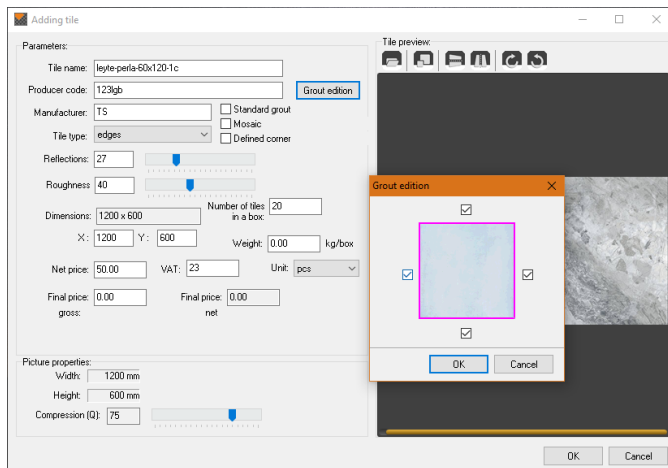 Adding tile
Parameters:
Tile name: leyte-perla-60x120-1c
Producer code: 123lgb Grout edition
Manufacturer: TS Standard grout
Mosaic
Tile type: edges Defined corner
Reflections: 27
Roughness 40
Dimensions: 1200 x 600 Number of tiles in a box: 20
X: 1200 Y: 600 Weight: 0.00 kg/box
Net price: 50.00 VAT: 23 Unit: pcs
Final price: 0.00 Final price: 0.00
gross: net
Picture properties:
Width: 1200 mm
Height: 600 mm
Compression (Q): 75
Tile preview:
Grout edition
OK Cancel
OK Cancel